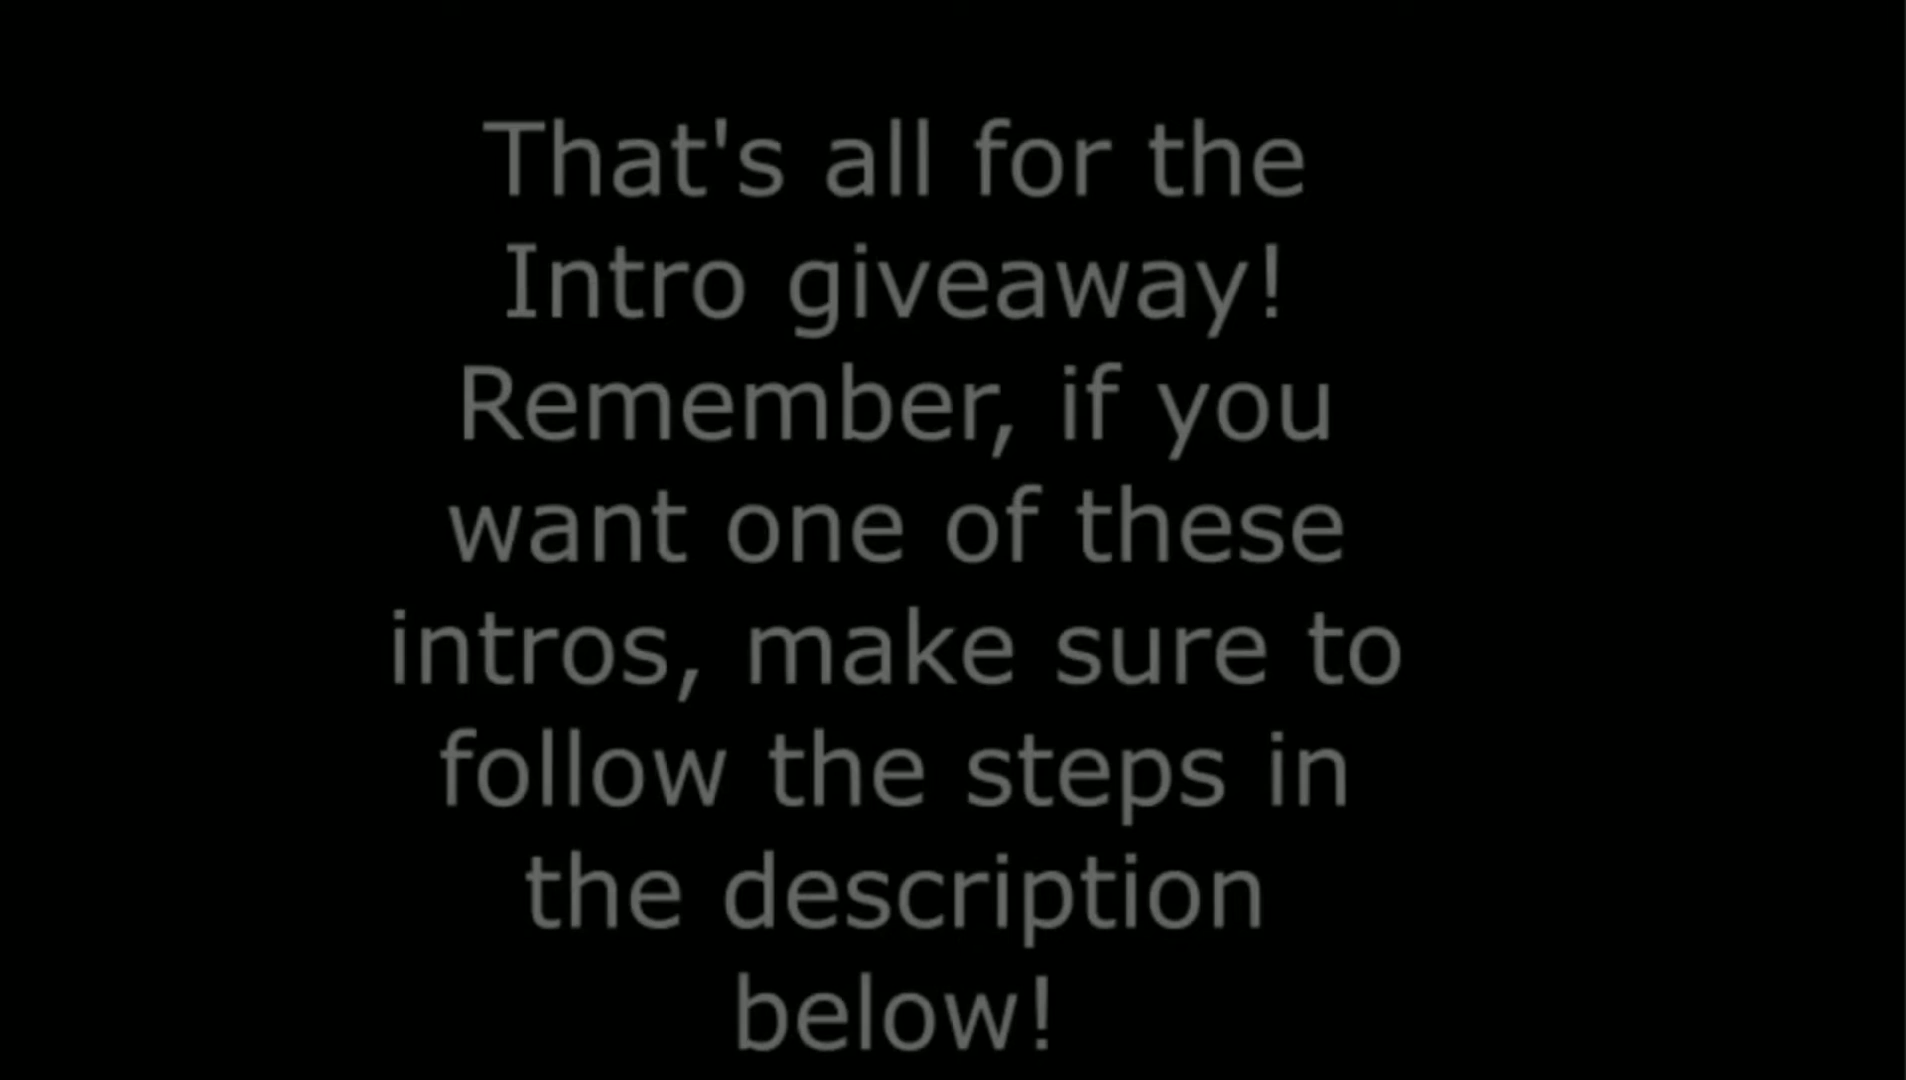 That's all for the
Intro giveaway!
Remember, if you
want one of these
intros, make sure to
follow the steps in
the description
below!